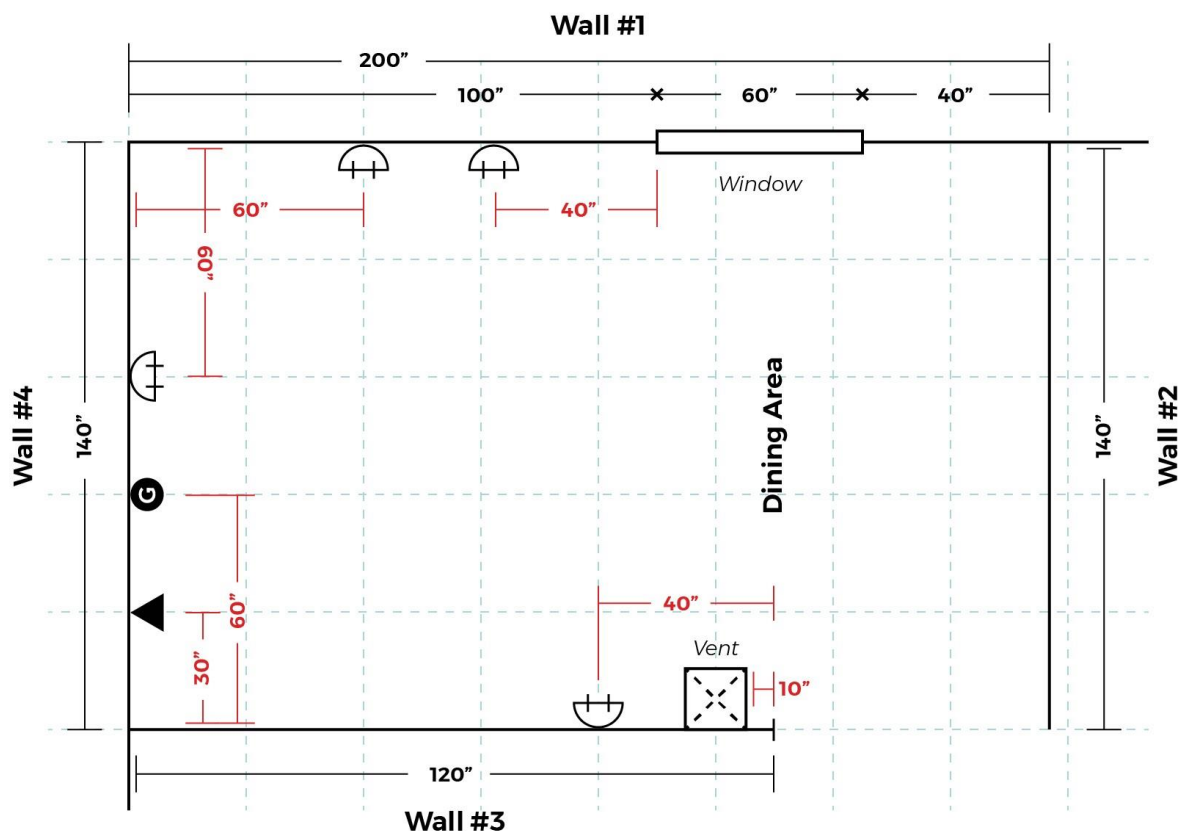 Wall #1
200”
100”
60”
40”
Window
60”
40”
60”
Wall #4
140”
G
Dining Area
140”
Wall #2
60”
30”
40”
Vent
10”
120”
Wall #3